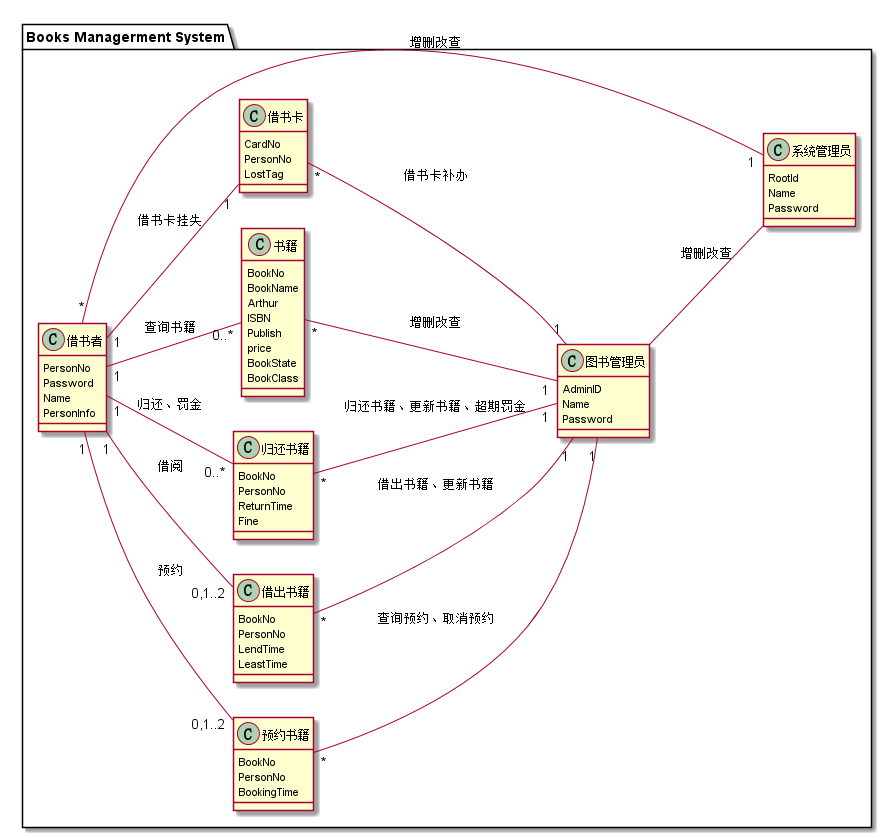 Books Managerment System
增删改查
*
1
C 借书卡
CardNo
PersonNo
LostTag
借书卡挂失
1
1
借书卡补办
*
1
C 系统管理员
RootId
Name
Password
增删改查
C 书籍
BookNo
BookName
Arthur
ISBN
Publish
price
BookState
BookClass
查询书籍
1
0..*
增删改查
*
1
C 借书者
PersonNo
Password
Name
PersonInfo
C 图书管理员
AdminID
Name
Password
归还、罚金
1
0..*
归还书籍、更新书籍、超期罚金
*
1
C 归还书籍
BookNo
PersonNo
ReturnTime
Fine
借阅
1
0,1..2
借出书籍、更新书籍
*
1
C 借出书籍
BookNo
PersonNo
LendTime
LeastTime
预约
1
0,1..2
查询预约、取消预约
*
1
C 预约书籍
BookNo
PersonNo
BookingTime